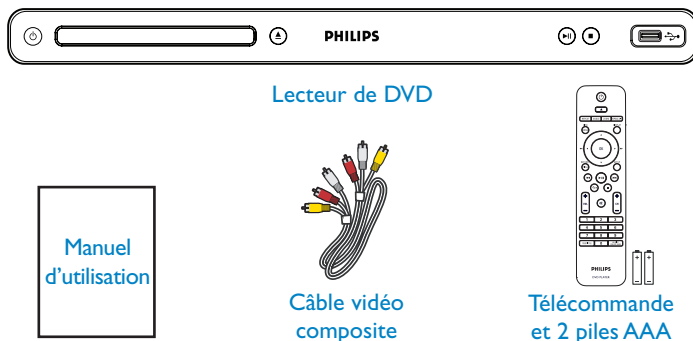 PHILIPS
Lecteur de DVD
Manuel
d’utilisation
Câble vidéo
composite
PHILIPS
Télécommande
et 2 piles AAA